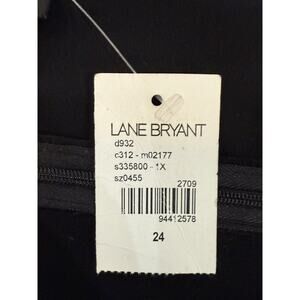 LANE BRYANT
d932
c312 - m02177
s335800 - 1X
sz0455
2709
94412578
24